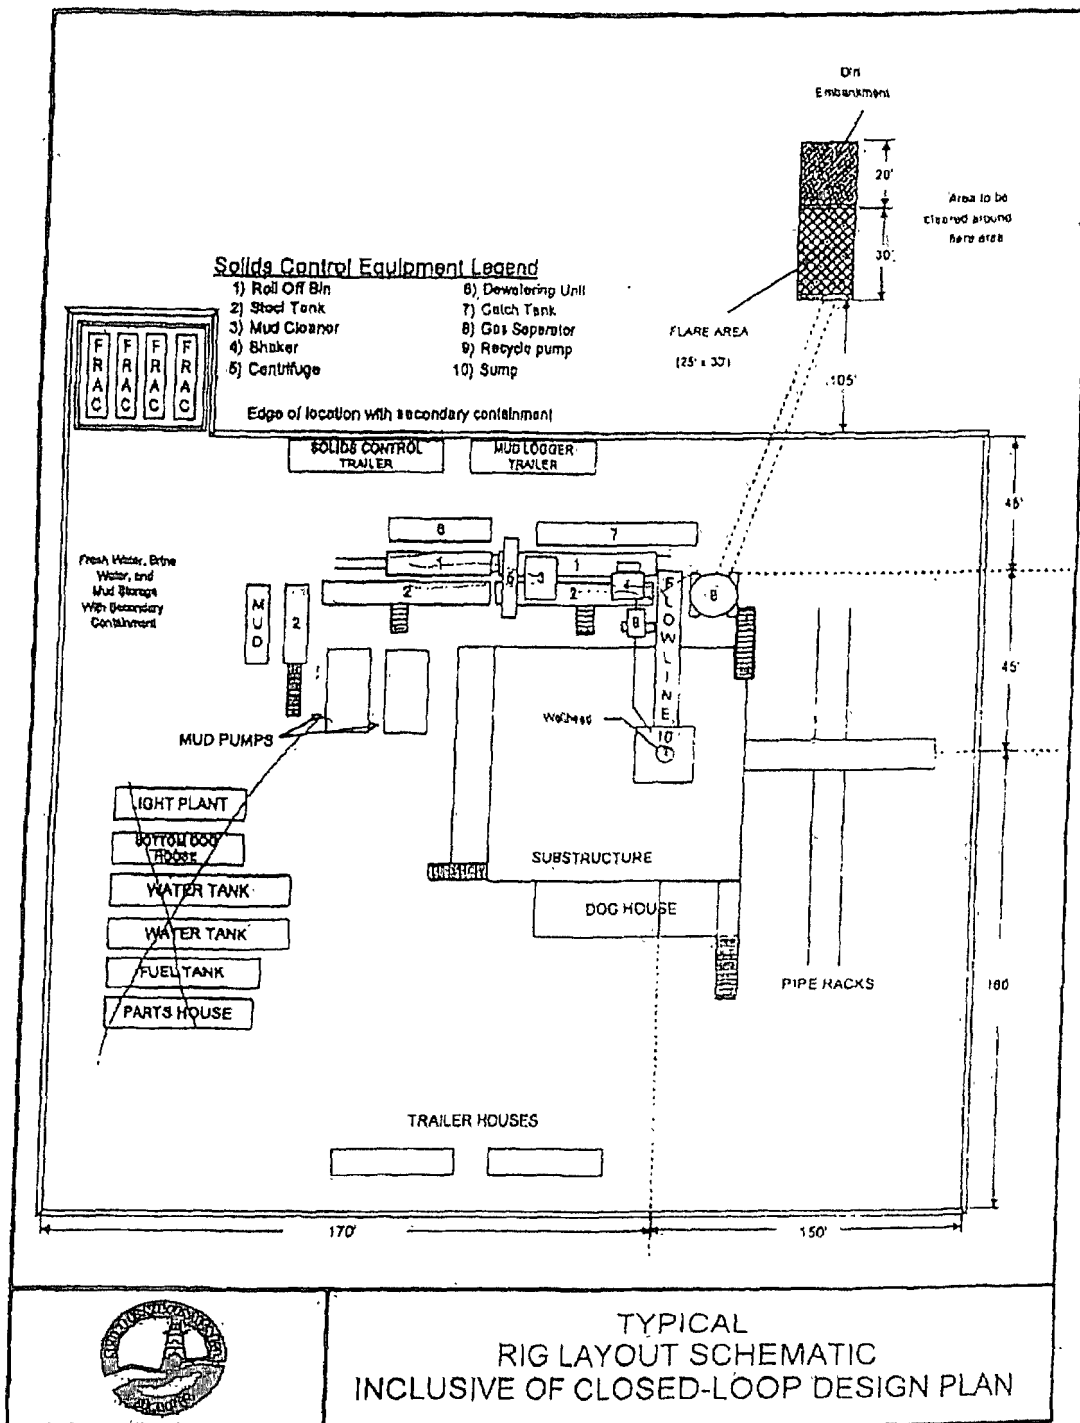 Dirt
Embankment
20'
Area to be
cleared around
flare area
30'
Solids Control Equipment Legend
1) Roll Off Bin
2) Steel Tank
3) Mud Cleaner
4) Shaker
5) Centrifuge
6) Dewatering Unit
7) Catch Tank
8) Gas Separator
9) Recycle pump
10) Sump
FLARE AREA
(25' x 30')
105'
FRAC
FRAC
FRAC
FRAC
Edge of location with secondary containment
SOLIDS CONTROL
TRAILER
MUD LOGGER
TRAILER
45'
7
1
1
3
4
2
2
Fresh Water, Brine
Water, and
Mud Storage
With Secondary
Containment
MUD
2
FLOWLINE
45'
Wellhead
10
MUD PUMPS
IGHT PLANT
BOTTOM DOG
HOUSE
WATER TANK
WATER TANK
FUEL TANK
PARTS HOUSE
SUBSTRUCTURE
DOG HOUSE
PIPE RACKS
TRAILER HOUSES
170'
150'
TYPICAL
RIG LAYOUT SCHEMATIC
INCLUSIVE OF CLOSED-LOOP DESIGN PLAN